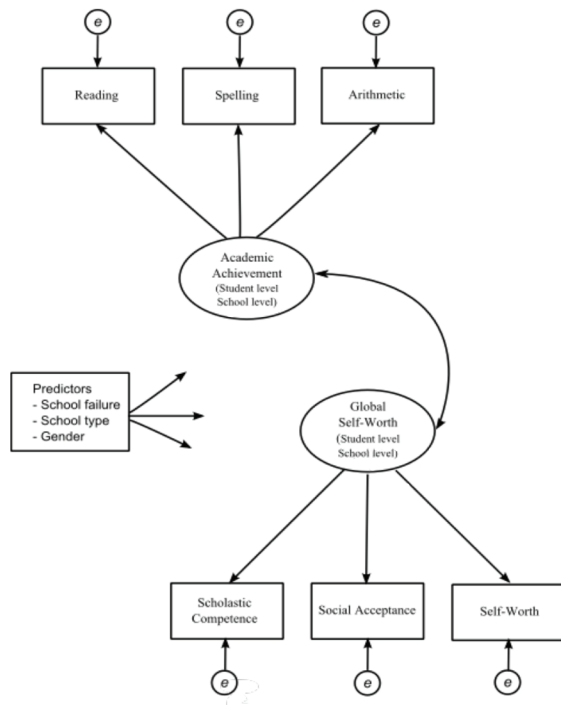 e e e
Reading Spelling Arithmetic
Academic
Achievement
(Student level
School level)
Predictors
- School failure
- School type
- Gender
Global
Self-Worth
(Student level
School level)
Scholastic
Competence
Social Acceptance
Self-Worth
e e e